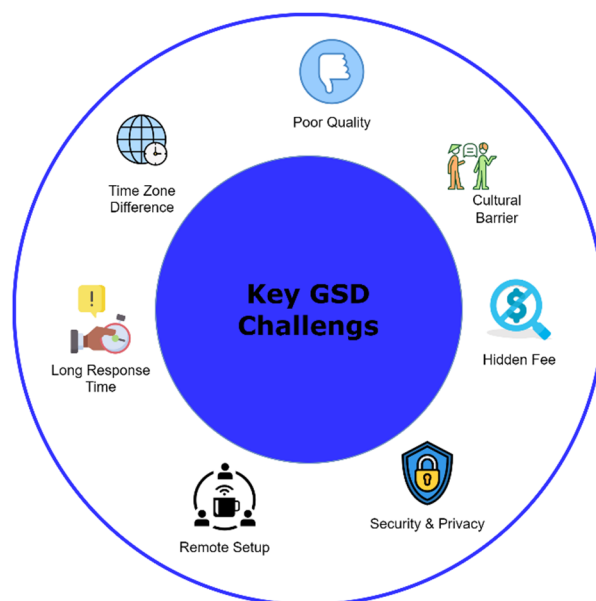 Poor Quality
Time Zone
Difference
Cultural
Barrier
Key GSD
Challengs
!
$
Long Response
Time
Hidden Fee
Security & Privacy
Remote Setup